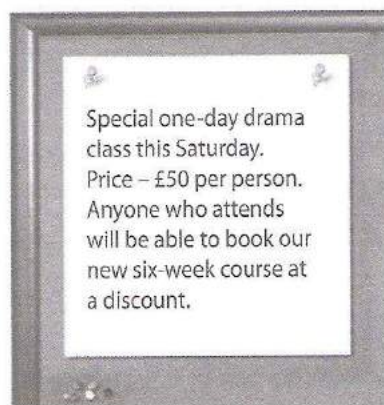 Special one-day drama
class this Saturday.
Price – £50 per person.
Anyone who attends
will be able to book our
new six-week course at
a discount.